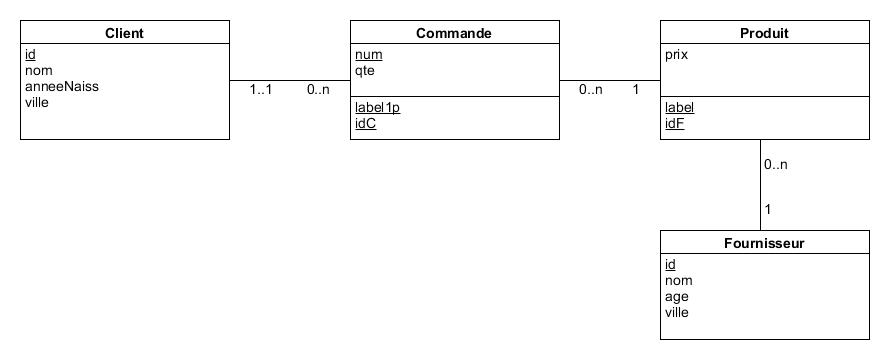 Client
id
nom
anneeNaiss
ville
1..1
0..n
Commande
num
qte
label1p
idC
0..n
1
Produit
prix
label
idF
0..n
1
Fournisseur
id
nom
age
ville